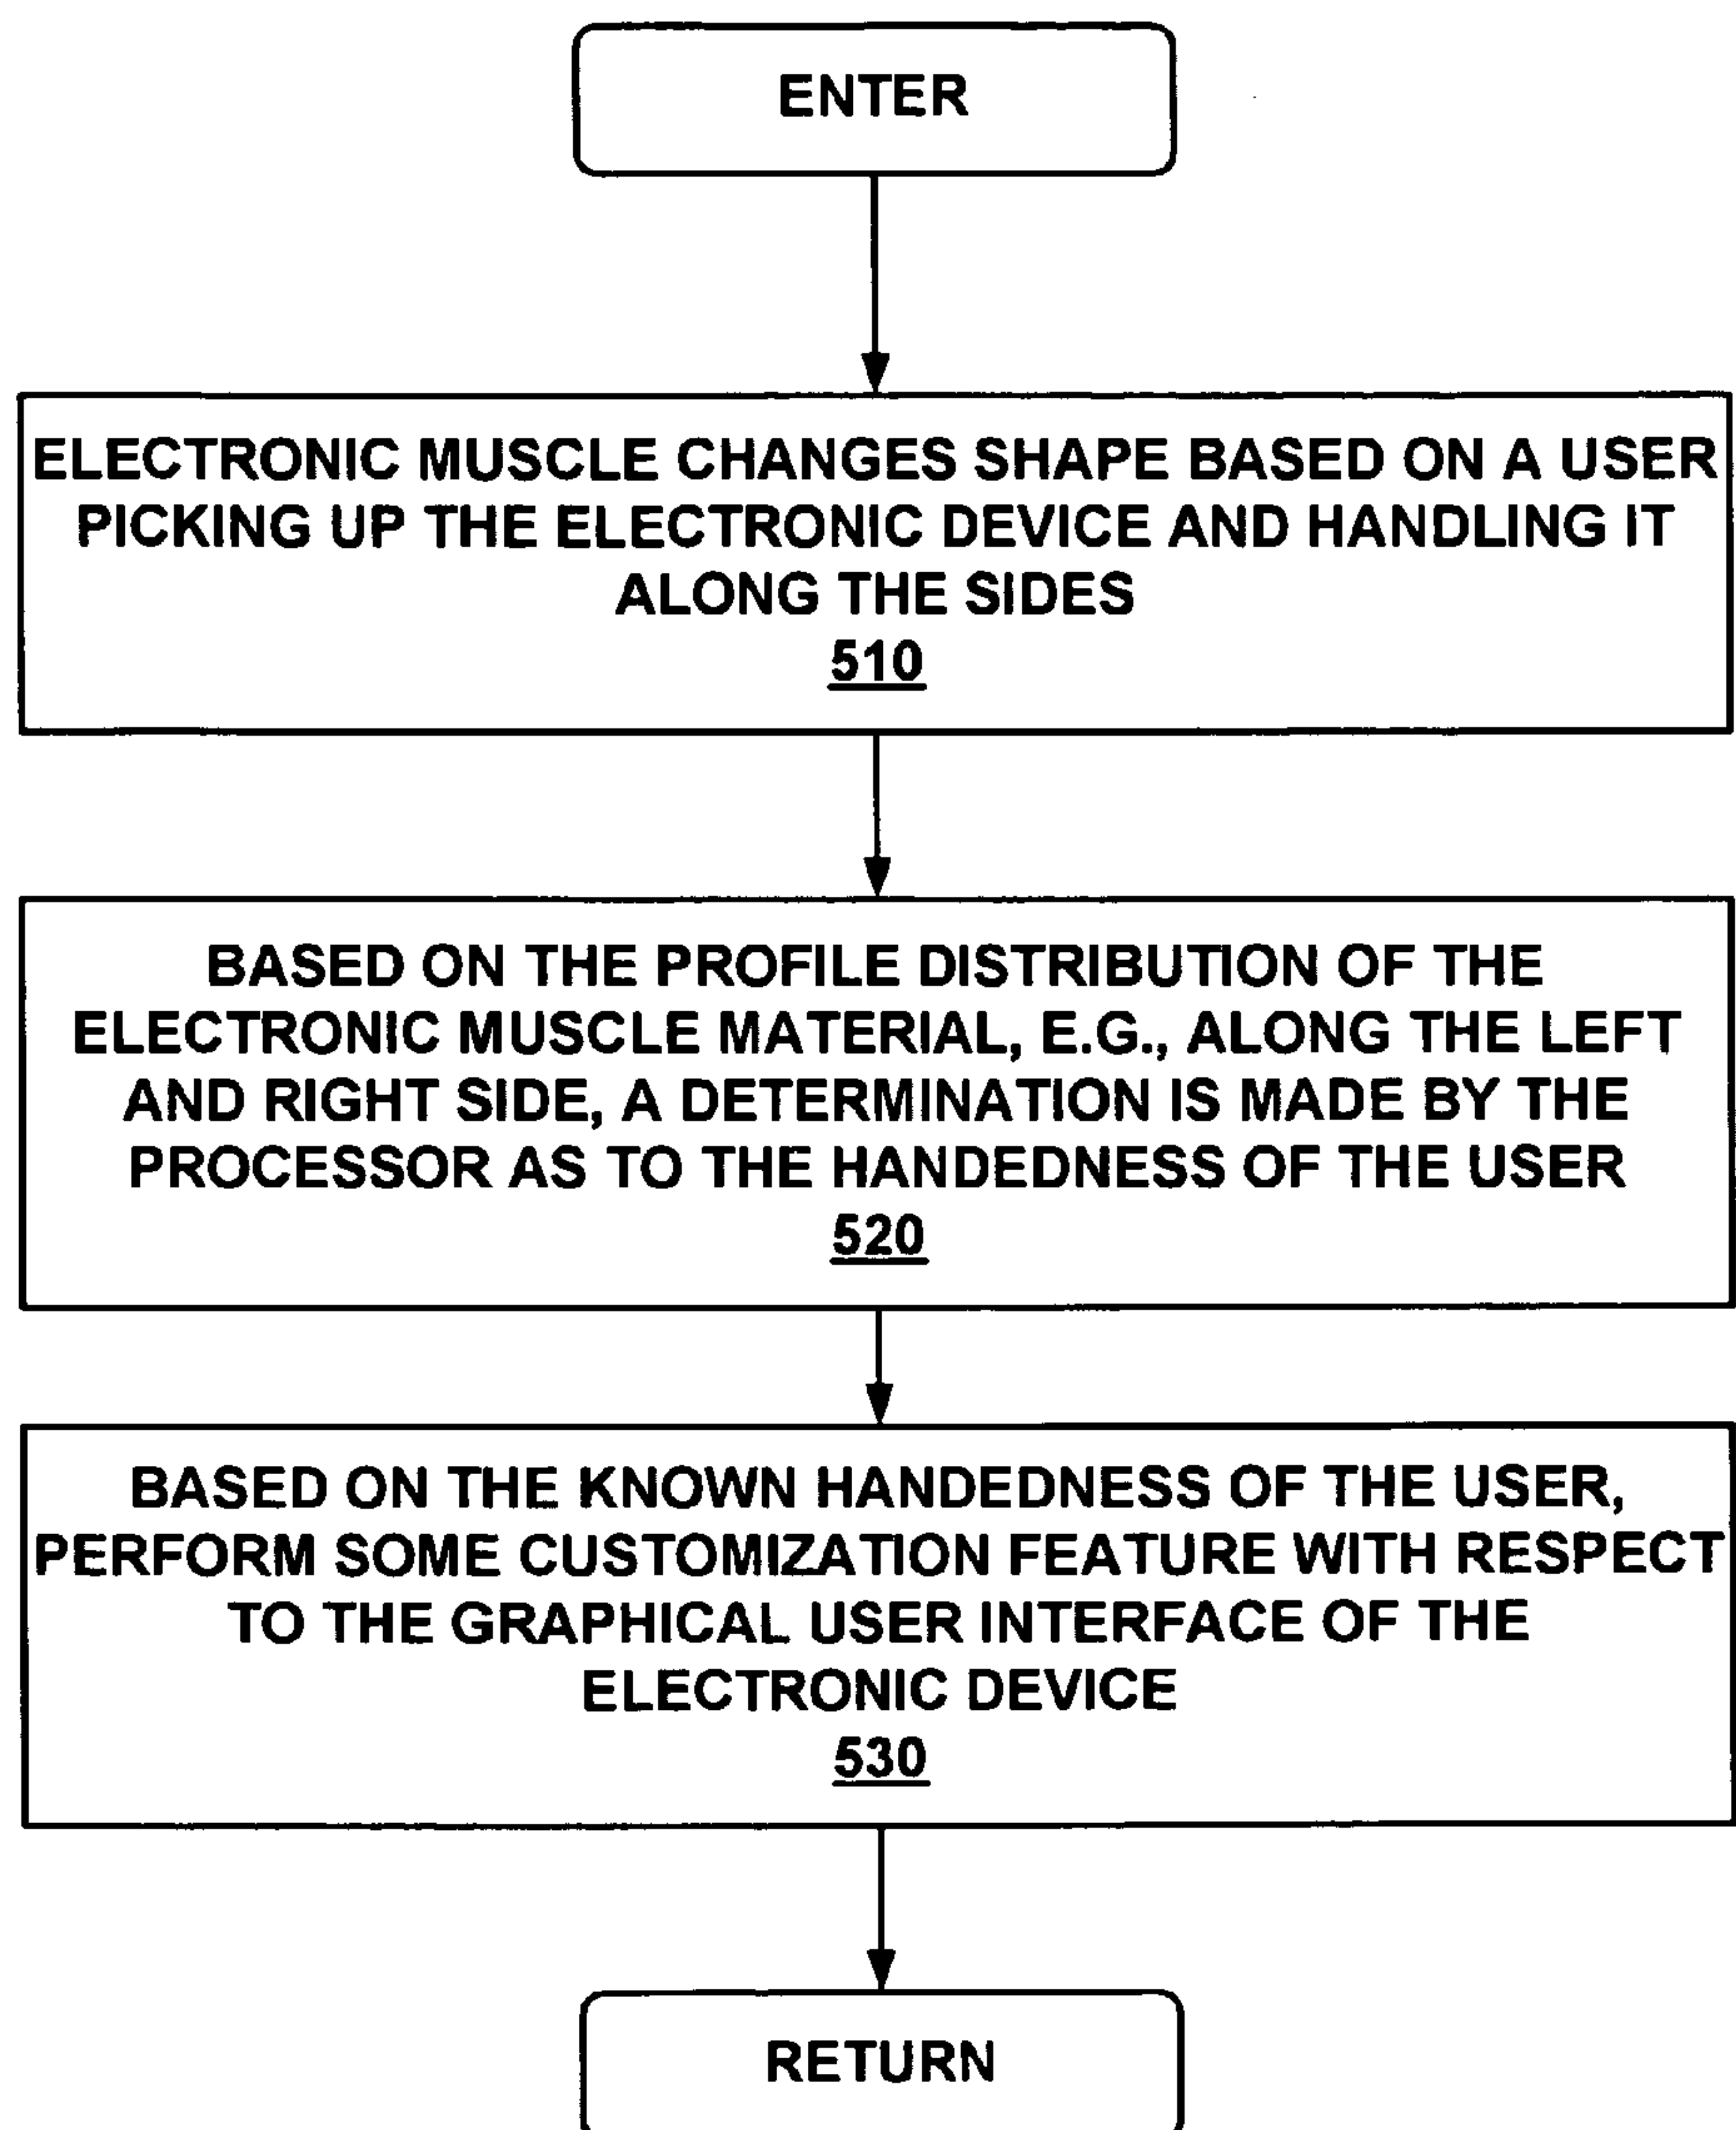 ENTER
ELECTRONIC MUSCLE CHANGES SHAPE BASED ON A USER
PICKING UP THE ELECTRONIC DEVICE AND HANDLING IT
ALONG THE SIDES
510
BASED ON THE PROFILE DISTRIBUTION OF THE
ELECTRONIC MUSCLE MATERIAL, E.G., ALONG THE LEFT
AND RIGHT SIDE, A DETERMINATION IS MADE BY THE
PROCESSOR AS TO THE HANDEDNESS OF THE USER
520
BASED ON THE KNOWN HANDEDNESS OF THE USER,
PERFORM SOME CUSTOMIZATION FEATURE WITH RESPECT
TO THE GRAPHICAL USER INTERFACE OF THE
ELECTRONIC DEVICE
530
RETURN